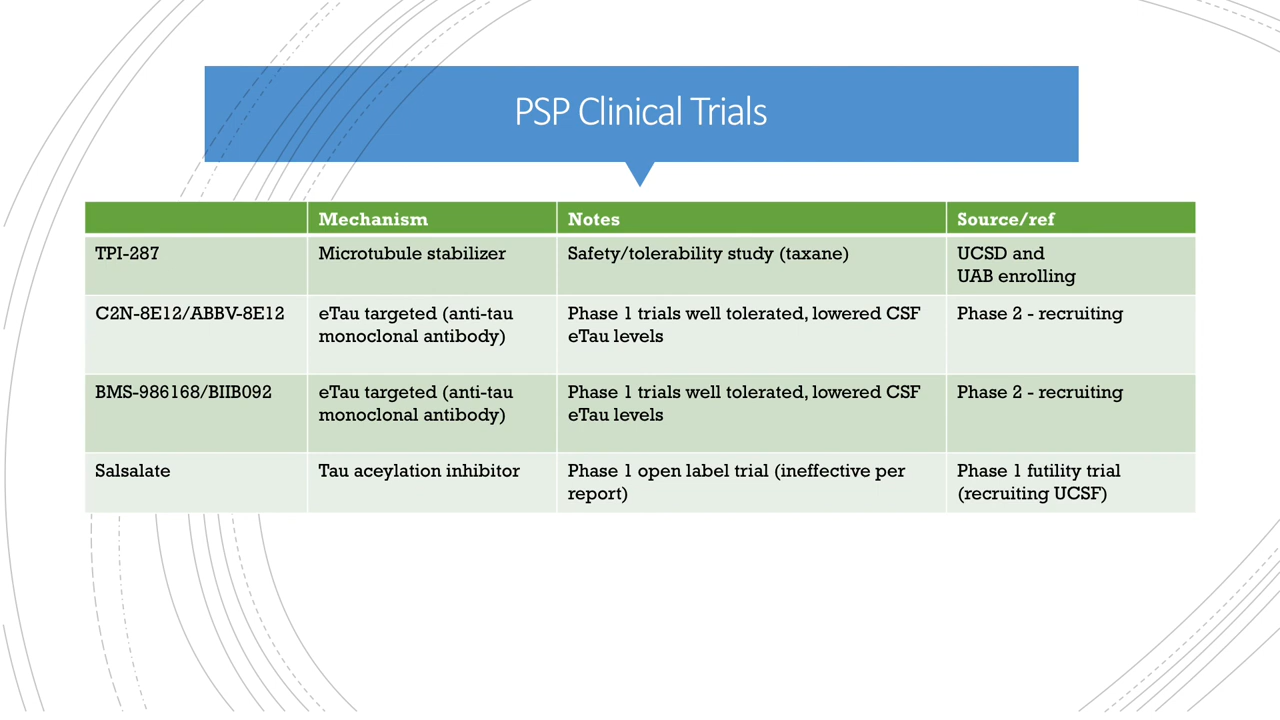 PSP Clinical Trials
Mechanism Notes Source/ref
TPI-287 Microtubule stabilizer Safety/tolerability study (taxane) UCSD and
UAB enrolling
C2N-8E12/ABBV-8E12 eTau targeted (anti-tau Phase 1 trials well tolerated, lowered CSF Phase 2 - recruiting
monoclonal antibody) eTau levels
BMS-986168/BIIB092 eTau targeted (anti-tau Phase 1 trials well tolerated, lowered CSF Phase 2 - recruiting
monoclonal antibody) eTau levels
Salsalate Tau aceylation inhibitor Phase 1 open label trial (ineffective per Phase 1 futility trial
report) (recruiting UCSF)